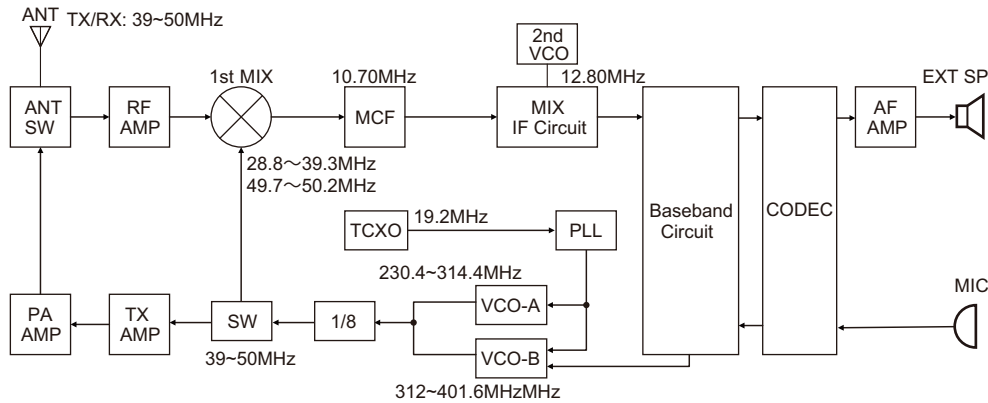 ANT
TX/RX: 39~50MHz
2nd
VCO
1st MIX
10.70MHz
12.80MHz
EXT SP
ANT
SW
RF
AMP
MCF
MIX
IF Circuit
AF
AMP
28.8～39.3MHz
49.7～50.2MHz
Baseband
Circuit
CODEC
TCXO
19.2MHz
PLL
230.4~314.4MHz
MIC
PA
AMP
TX
AMP
SW
1/8
VCO-A
VCO-B
39~50MHz
312~401.6MHzMHz